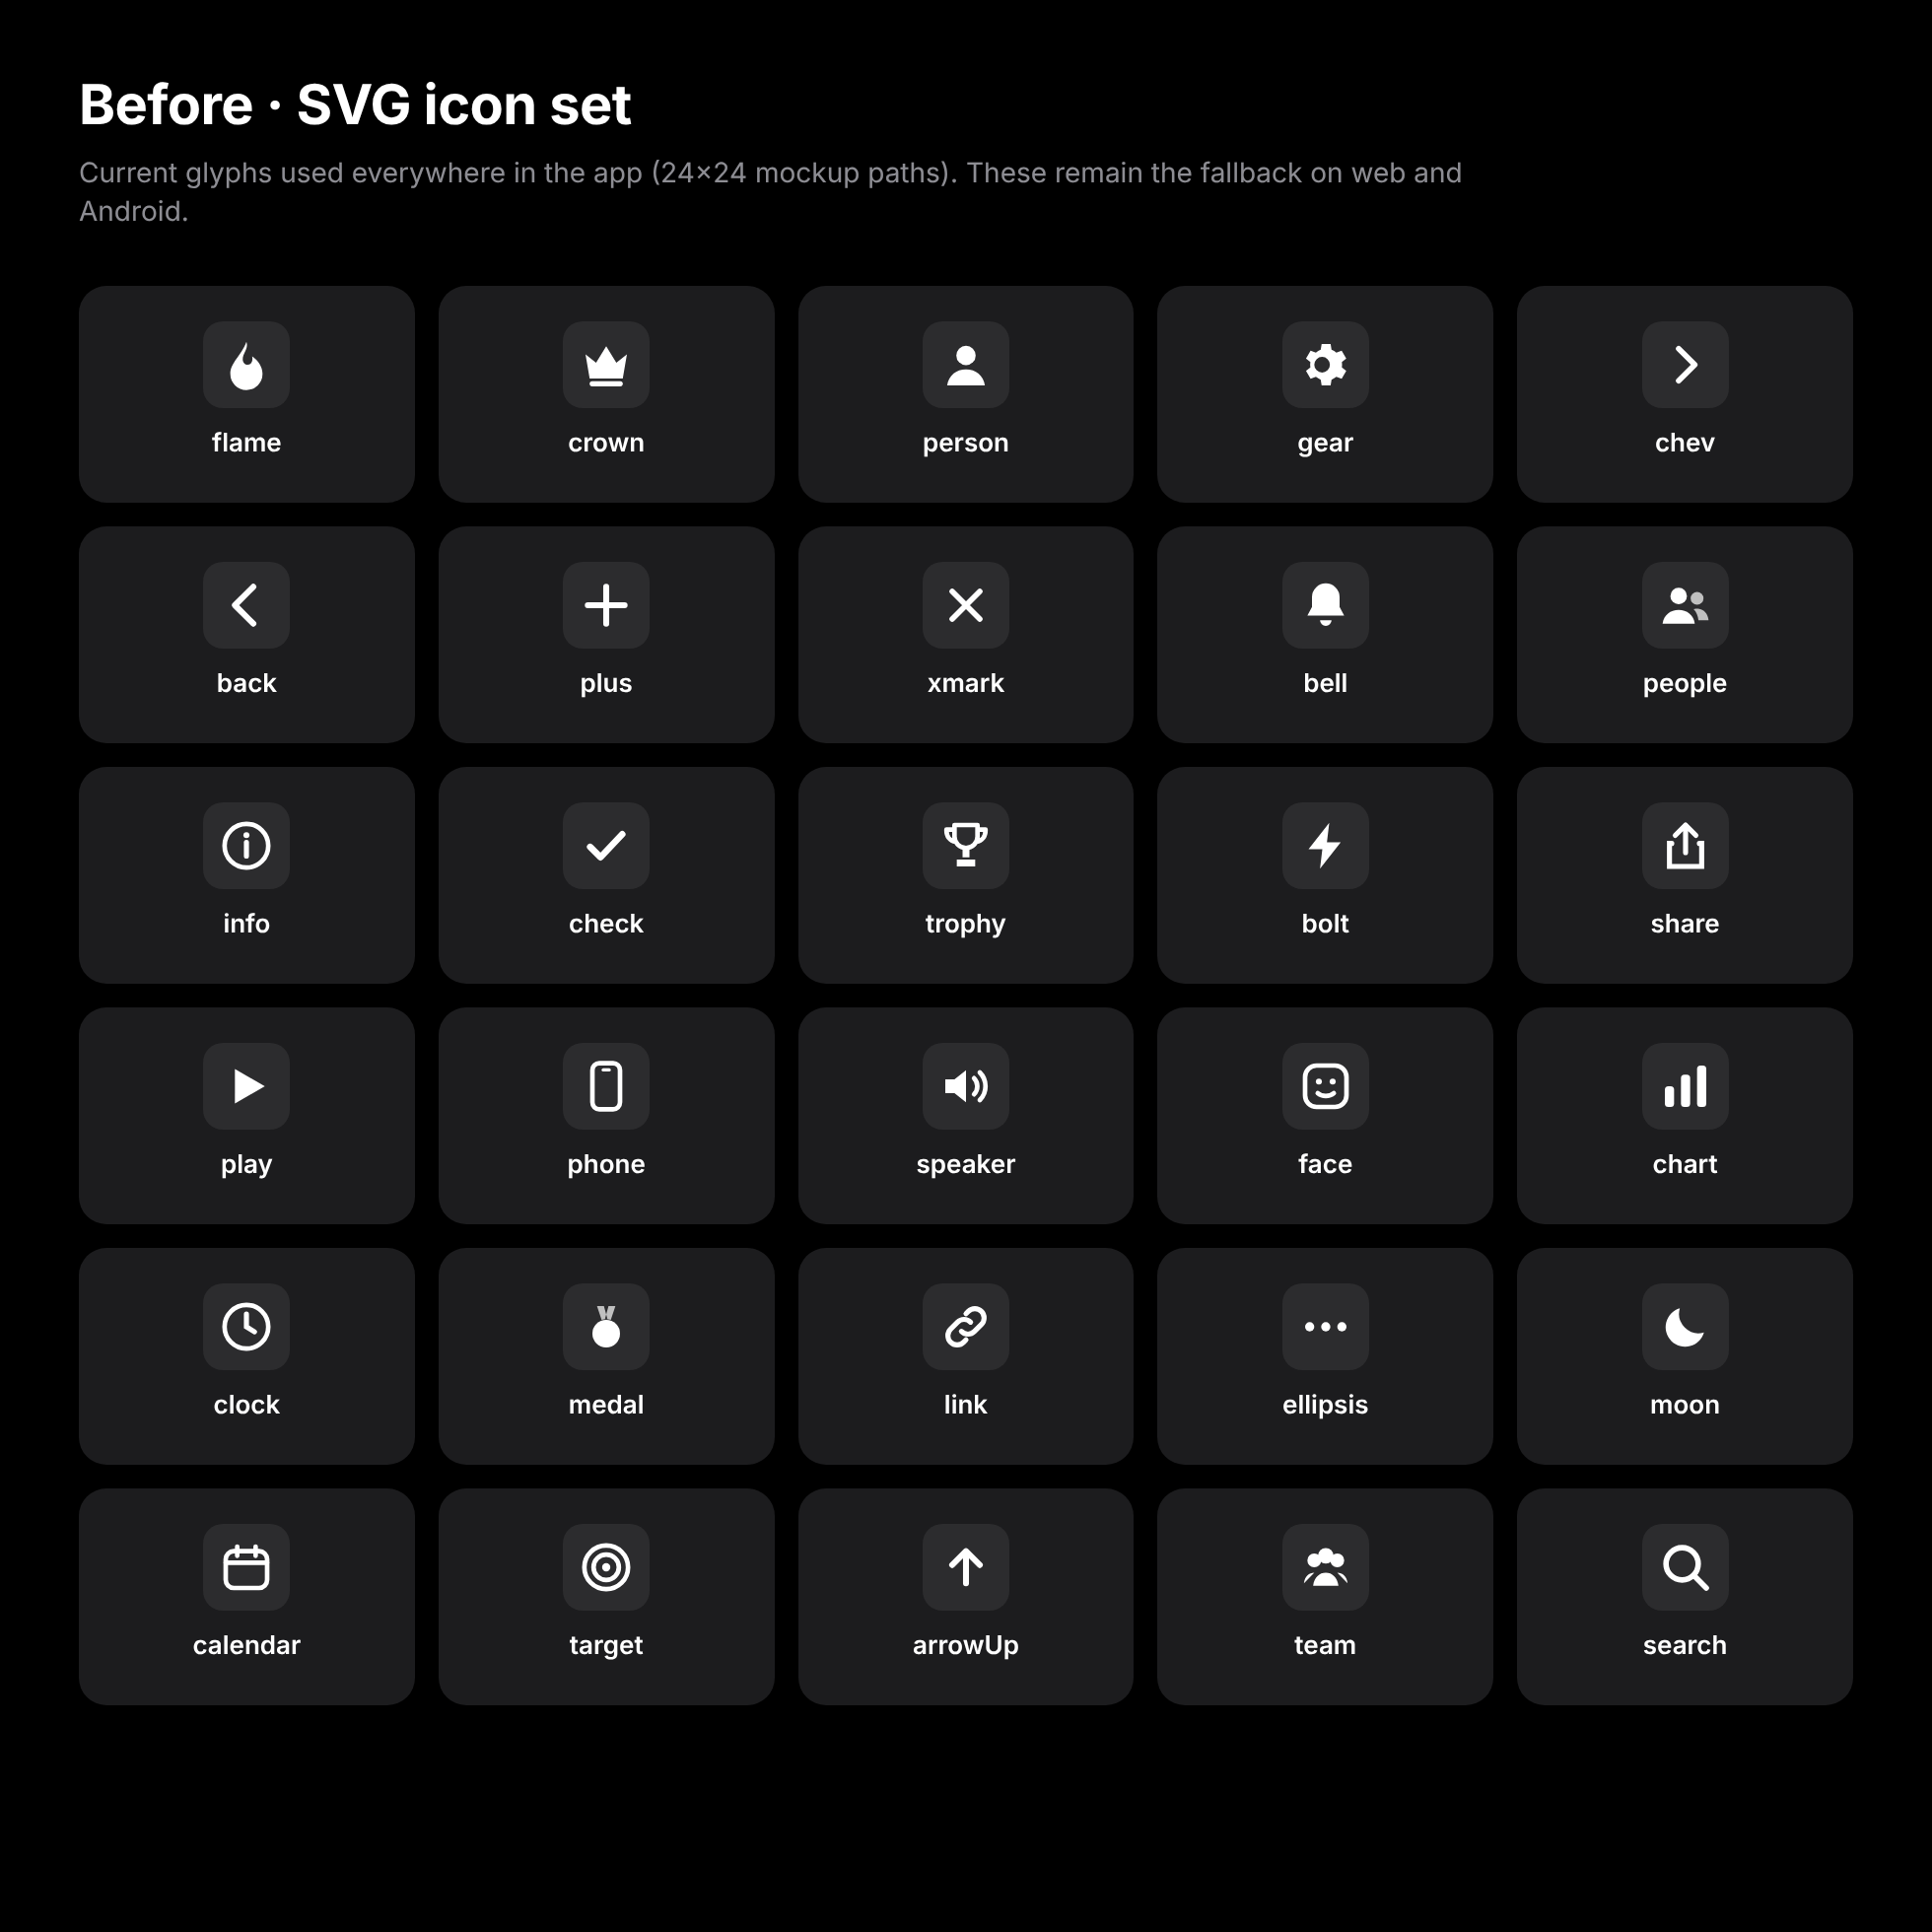 Before · SVG icon set
Current glyphs used everywhere in the app (24×24 mockup paths). These remain the fallback on web and
Android.
flame
crown
person
gear
chev
back
plus
xmark
bell
people
info
check
trophy
bolt
share
play
phone
speaker
face
chart
clock
medal
link
ellipsis
moon
calendar
target
arrowUp
team
search